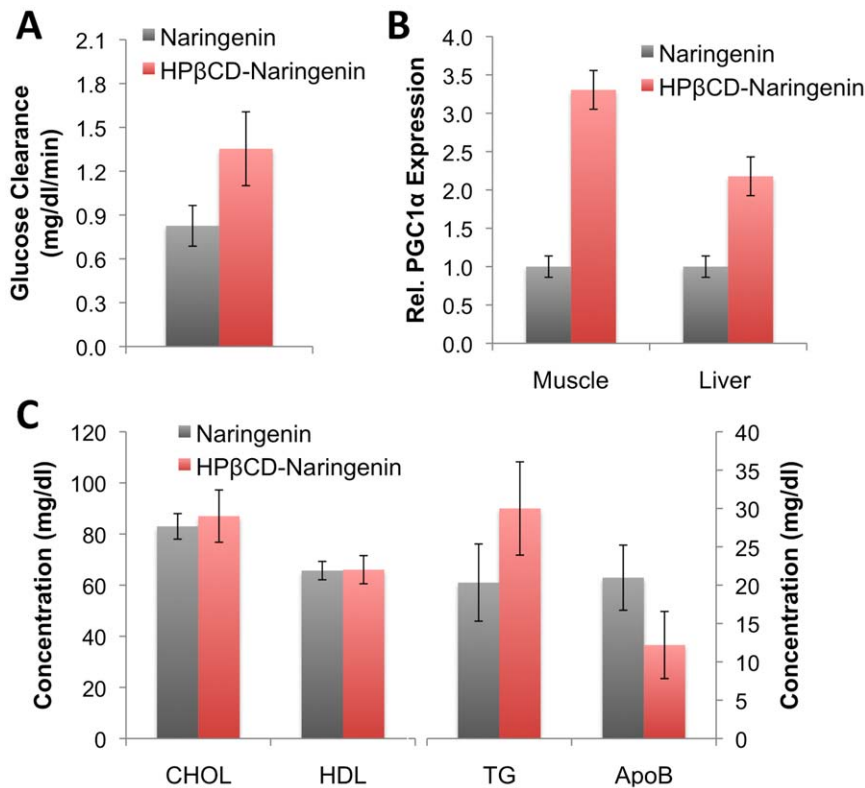 A
Naringenin
HPβCD-Naringenin
Glucose Clearance
(mg/dl/min)
2.1
1.8
1.5
1.2
0.9
0.6
0.3
0.0
B
Naringenin
HPβCD-Naringenin
Rel. PGC1α Expression
4.0
3.5
3.0
2.5
2.0
1.5
1.0
0.5
0.0
Muscle Liver
C
Naringenin
HPβCD-Naringenin
Concentration (mg/dl)
120
100
80
60
40
20
0
CHOL HDL TG ApoB
40
35
30
25
20
15
10
5
0
Concentration (mg/dl)